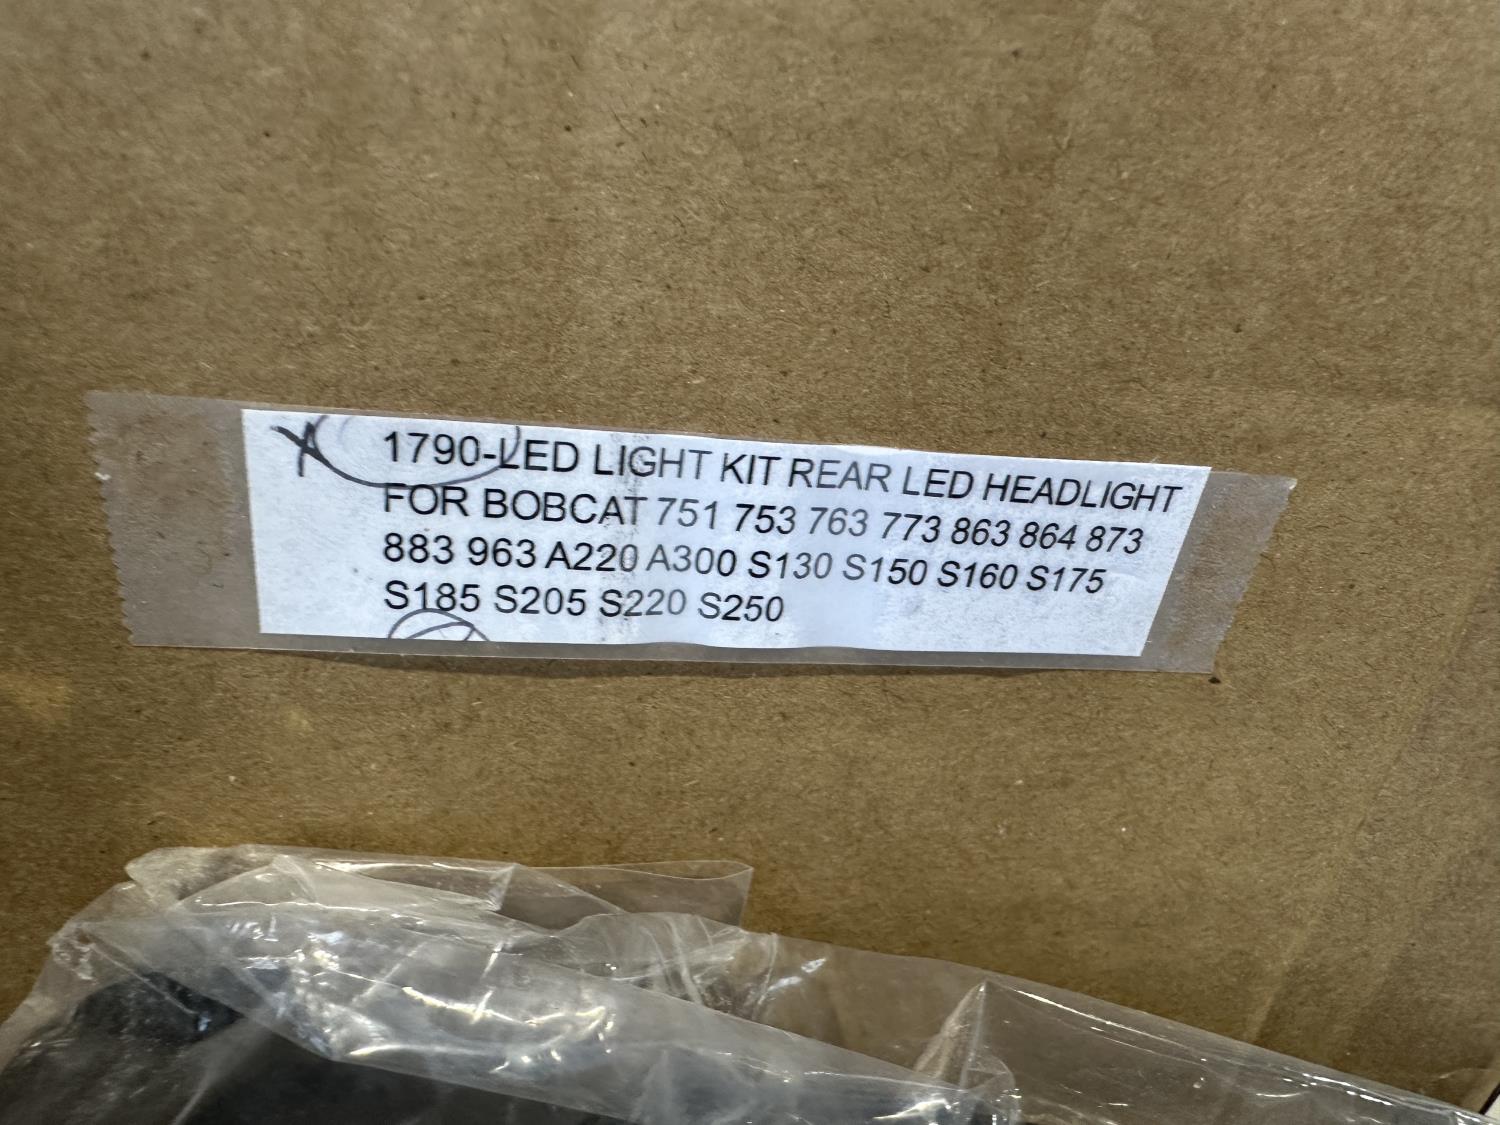 1790-LED LIGHT KIT REAR LED HEADLIGHT
FOR BOBCAT 751 753 763 773 863 864 873
883 963 A220 A300 S130 S150 S160 S175
S185 S205 S220 S250